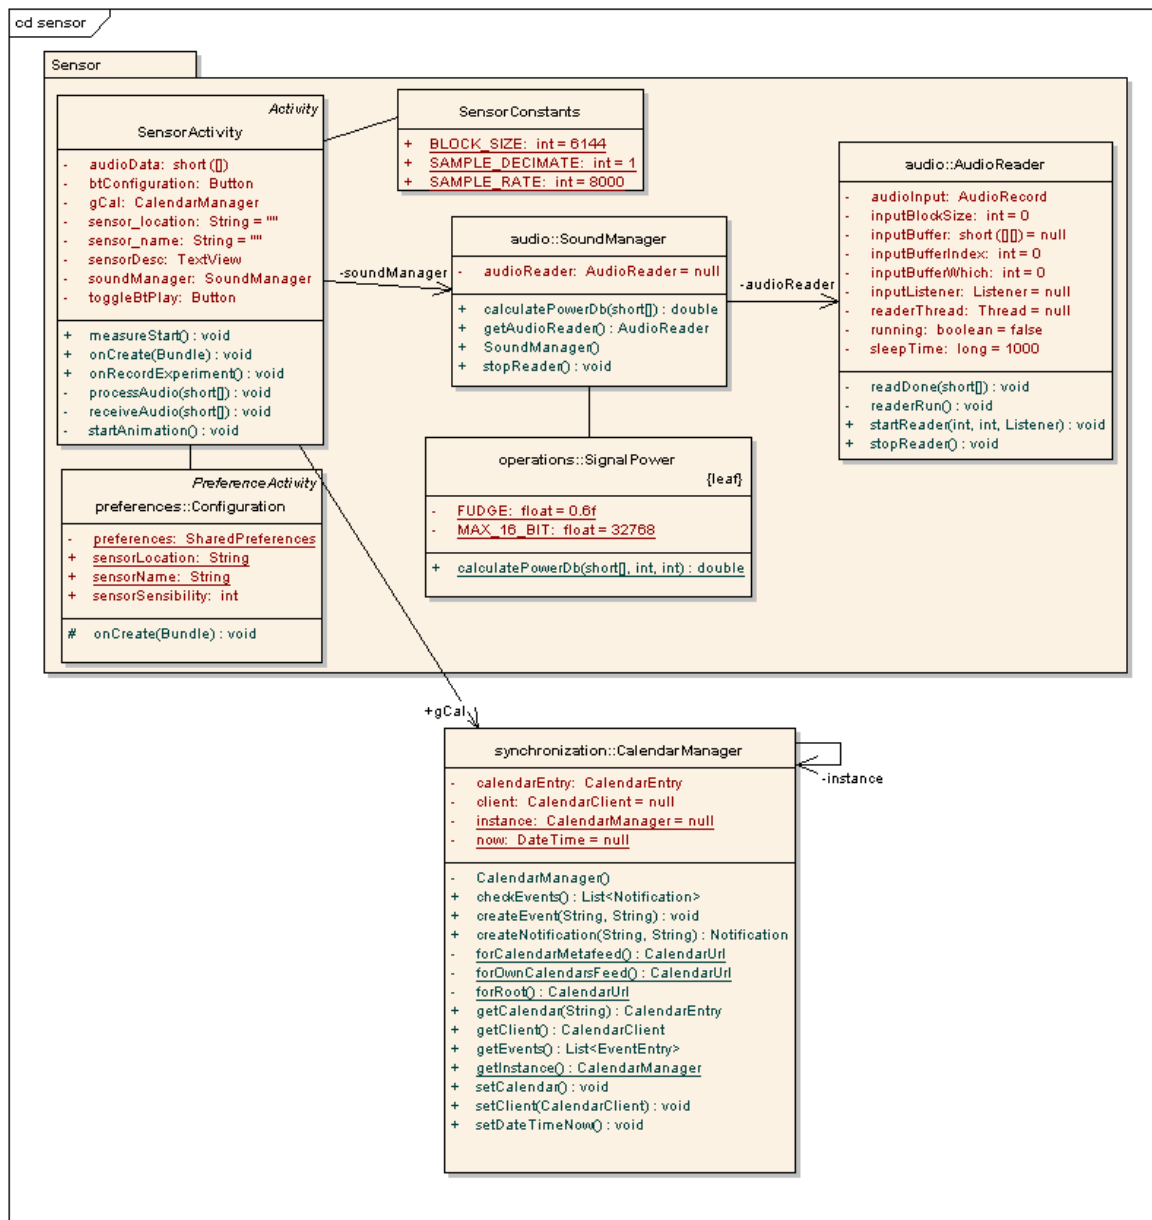 cd sensor
Sensor
Activity
SensorActivity
- audioData: short ([])
- btConfiguration: Button
- gCal: CalendarManager
- sensor_location: String = ""
- sensor_name: String = ""
- sensorDesc: TextView
- soundManager: SoundManager
- toggleBtPlay: Button
+ measureStart() : void
+ onCreate(Bundle) : void
+ onRecordExperiment() : void
- processAudio(short[]) : void
- receiveAudio(short[]) : void
- startAnimation() : void
SensorConstants
+ BLOCK_SIZE: int = 6144
+ SAMPLE_DECIMATE: int = 1
+ SAMPLE_RATE: int = 8000
-soundManager
audio::SoundManager
- audioReader: AudioReader = null
+ calculatePowerDb(short[]) : double
+ getAudioReader() : AudioReader
+ SoundManager()
+ stopReader() : void
-audioReader
audio::AudioReader
- audioInput: AudioRecord
- inputBlockSize: int = 0
- inputBuffer: short ([][]) = null
- inputBufferIndex: int = 0
- inputBufferWhich: int = 0
- inputListener: Listener = null
- readerThread: Thread = null
- running: boolean = false
- sleepTime: long = 1000
- readDone(short[]) : void
- readerRun() : void
+ startReader(int, int, Listener) : void
+ stopReader() : void
operations::SignalPower
{leaf}
- FUDGE: float = 0.6f
- MAX_16_BIT: float = 32768
+ calculatePowerDb(short[], int, int) : double
PreferenceActivity
preferences::Configuration
- preferences: SharedPreferences
+ sensorLocation: String
+ sensorName: String
+ sensorSensibility: int
# onCreate(Bundle) : void
+gCal
synchronization::CalendarManager
- calendarEntry: CalendarEntry
- client: CalendarClient = null
- instance: CalendarManager = null
- now: DateTime = null
- CalendarManager()
+ checkEvents() : List<Notification>
+ createEvent(String, String) : void
+ createNotification(String, String) : Notification
- forCalendarMetafeed() : CalendarUrl
- forOwnCalendarsFeed() : CalendarUrl
- forRoot() : CalendarUrl
+ getCalendar(String) : CalendarEntry
+ getClient() : CalendarClient
+ getEvents() : List<EventEntry>
+ getInstance() : CalendarManager
+ setCalendar() : void
+ setClient(CalendarClient) : void
+ setDateTimeNow() : void
-instance